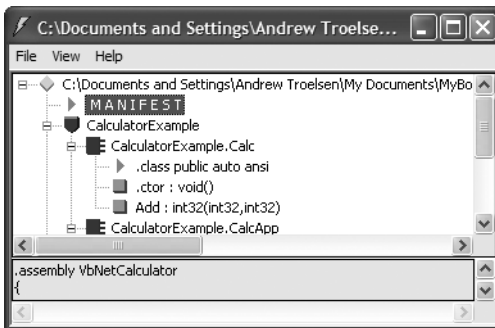 C:\Documents and Settings\Andrew Troelse...
File View Help
C:\Documents and Settings\Andrew Troelsen\My Documents\MyBo
MANIFEST
CalculatorExample
CalculatorExample.Calc
.class public auto ansi
.ctor : void()
Add : int32(int32,int32)
CalculatorExample.CalcApp
.assembly VbNetCalculator
{